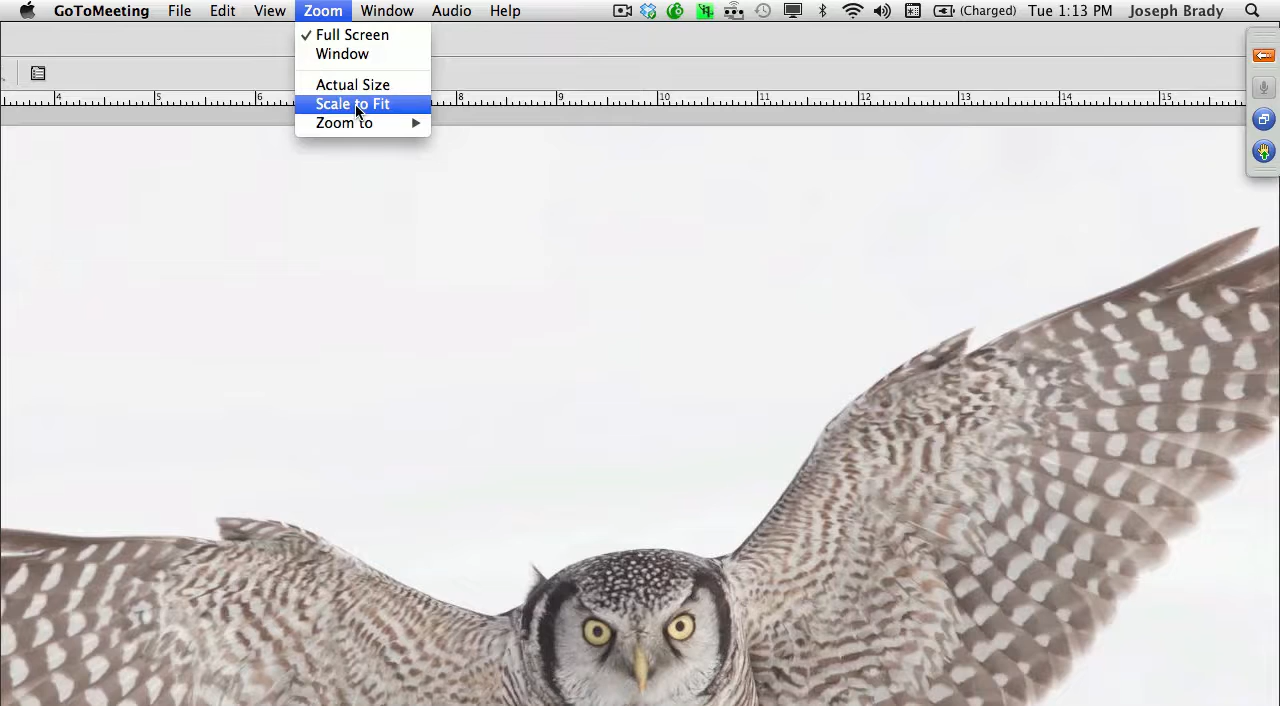 GoToMeeting File Edit View Zoom Window Audio Help (Charged) Tue 1:13 PM Joseph Brady
Full Screen
Window
Actual Size
Scale to Fit
Zoom to
4 5 6 8 9 10 11 12 13 14 15